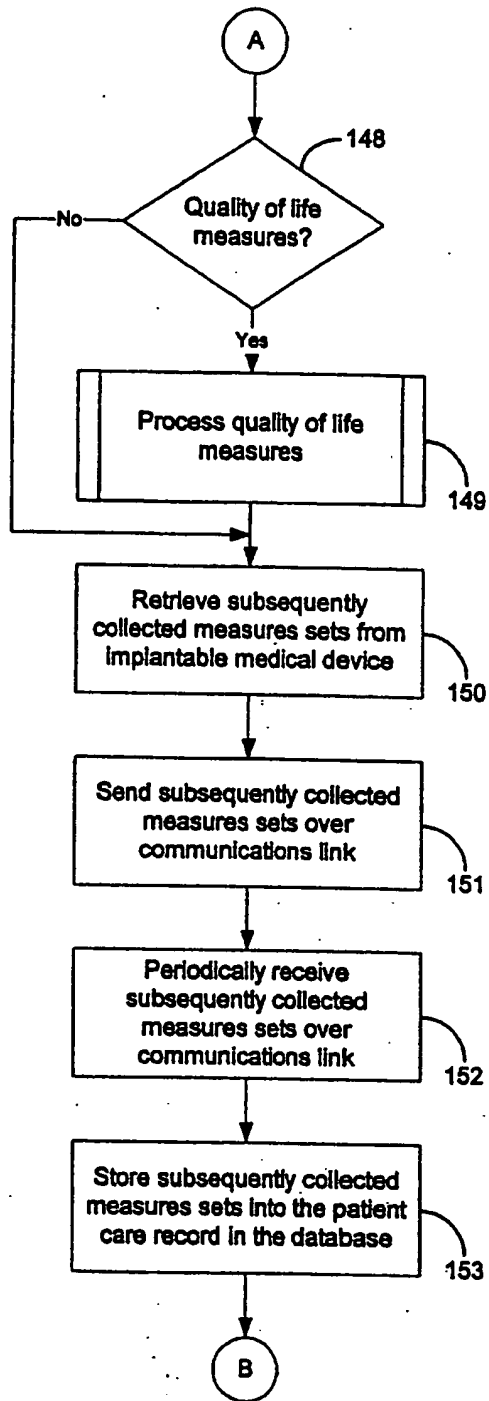 A
148
Quality of life
measures?
No
Yes
Process quality of life
measures
149
Retrieve subsequently
collected measures sets from
implantable medical device
150
Send subsequently collected
measures sets over
communications link
151
Periodically receive
subsequently collected
measures sets over
communications link
152
Store subsequently collected
measures sets into the patient
care record in the database
153
B